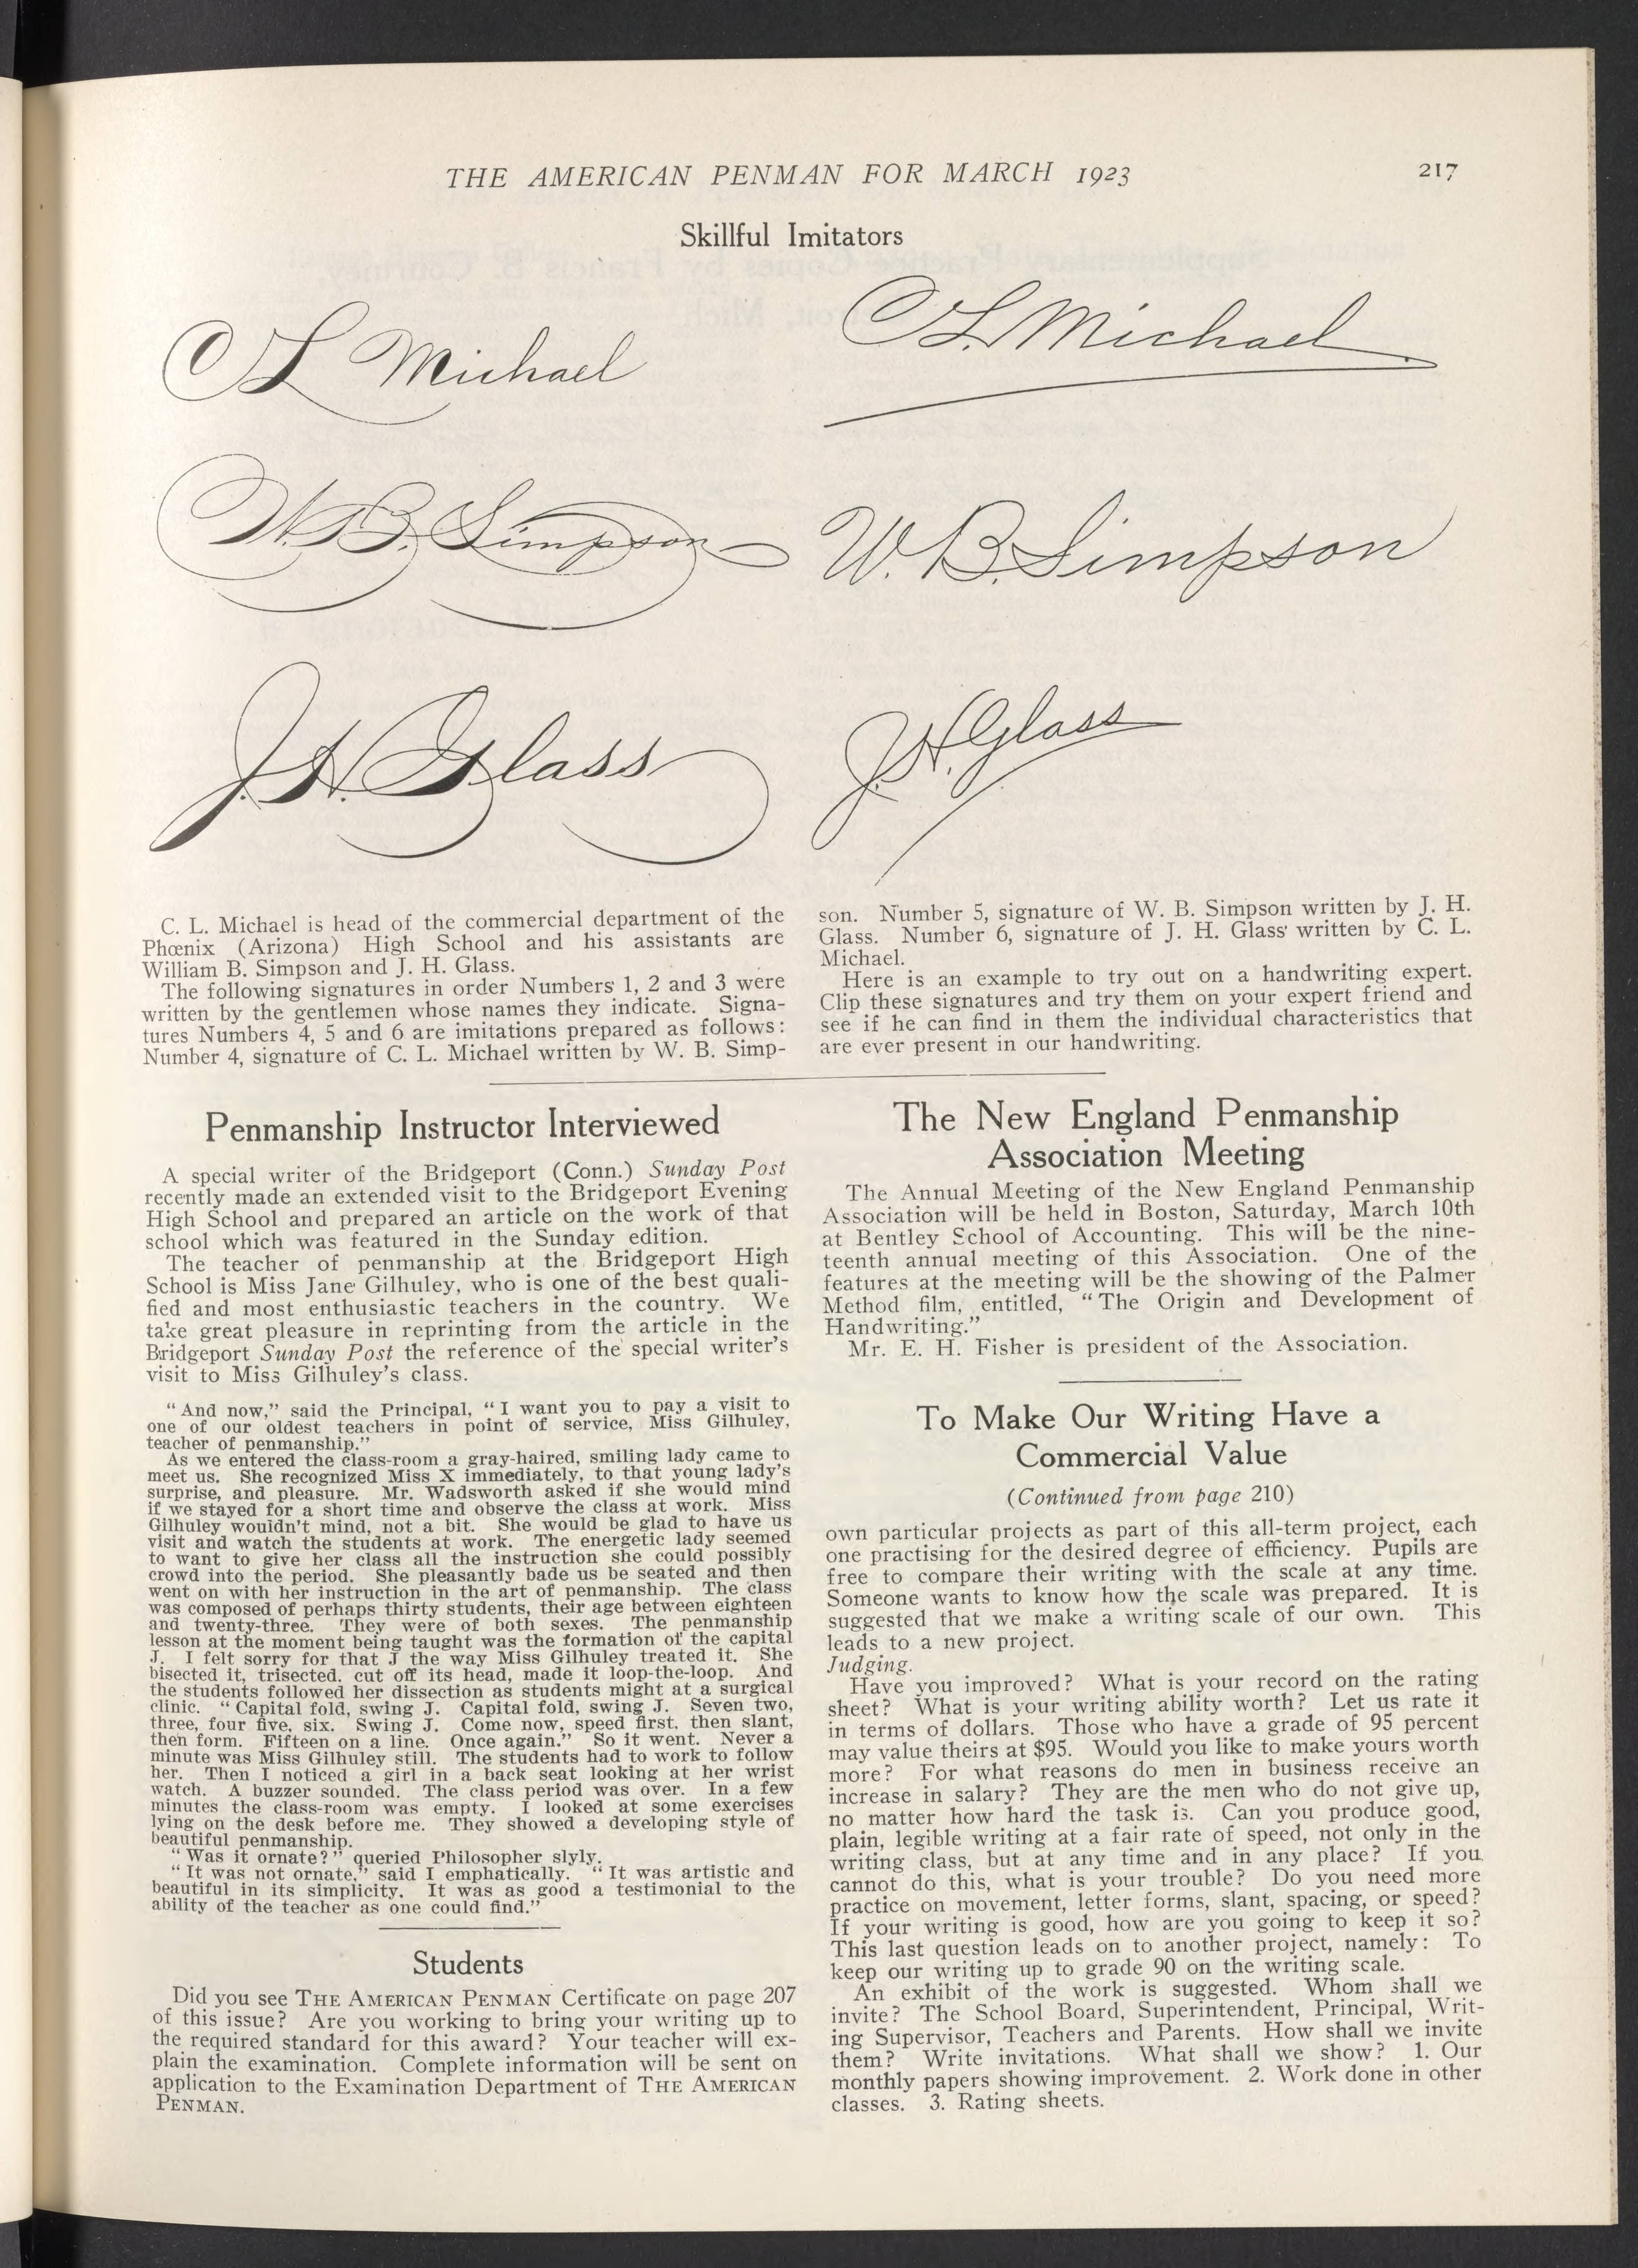 THE AMERICAN PENMAN FOR MARCH 1923
217
Skillful Imitators
C L Michael
C. L. Michael
W. B. Simpson
W. B. Simpson
J. H. Glass
J. H. Glass
C. L. Michael is head of the commercial department of the
Phœnix (Arizona) High School and his assistants are
William B. Simpson and J. H. Glass.
The following signatures in order Numbers 1, 2 and 3 were
written by the gentlemen whose names they indicate. Signa-
tures Numbers 4, 5 and 6 are imitations prepared as follows:
Number 4, signature of C. L. Michael written by W. B. Simp-
son. Number 5, signature of W. B. Simpson written by J. H.
Glass. Number 6, signature of J. H. Glass' written by C. L.
Michael.
Here is an example to try out on a handwriting expert.
Clip these signatures and try them on your expert friend and
see if he can find in them the individual characteristics that
are ever present in our handwriting.
Penmanship Instructor Interviewed
A special writer of the Bridgeport (Conn.) Sunday Post
recently made an extended visit to the Bridgeport Evening
High School and prepared an article on the work of that
school which was featured in the Sunday edition.
The teacher of penmanship at the Bridgeport High
School is Miss Jane Gilhuley, who is one of the best quali-
fied and most enthusiastic teachers in the country. We
take great pleasure in reprinting from the article in the
Bridgeport Sunday Post the reference of the special writer's
visit to Miss Gilhuley's class.
"And now," said the Principal, "I want you to pay a visit to
one of our oldest teachers in point of service, Miss Gilhuley,
teacher of penmanship."
As we entered the class-room a gray-haired, smiling lady came to
meet us. She recognized Miss X immediately, to that young lady's
surprise, and pleasure. Mr. Wadsworth asked if she would mind
if we stayed for a short time and observe the class at work. Miss
Gilhuley wouldn't mind, not a bit. She would be glad to have us
visit and watch the students at work. The energetic lady seemed
to want to give her class all the instruction she could possibly
crowd into the period. She pleasantly bade us be seated and then
went on with her instruction in the art of penmanship. The class
was composed of perhaps thirty students, their age between eighteen
and twenty-three. They were of both sexes. The penmanship
lesson at the moment being taught was the formation of the capital
J. I felt sorry for that J the way Miss Gilhuley treated it. She
bisected it, trisected, cut off its head, made it loop-the-loop. And
the students followed her dissection as students might at a surgical
clinic. "Capital fold, swing J. Capital fold, swing J. Seven two,
three, four five, six. Swing J. Come now, speed first, then slant,
then form. Fifteen on a line. Once again." So it went. Never a
minute was Miss Gilhuley still. The students had to work to follow
her. Then I noticed a girl in a back seat looking at her wrist
watch. A buzzer sounded. The class period was over. In a few
minutes the class-room was empty. I looked at some exercises
lying on the desk before me. They showed a developing style of
beautiful penmanship.
"Was it ornate?" queried Philosopher slyly.
"It was not ornate," said I emphatically. "It was artistic and
beautiful in its simplicity. It was as good a testimonial to the
ability of the teacher as one could find."
Students
Did you see THE AMERICAN PENMAN Certificate on page 207
of this issue? Are you working to bring your writing up to
the required standard for this award? Your teacher will ex-
plain the examination. Complete information will be sent on
application to the Examination Department of THE AMERICAN
PENMAN.
The New England Penmanship
Association Meeting
The Annual Meeting of the New England Penmanship
Association will be held in Boston, Saturday, March 10th
at Bentley School of Accounting. This will be the nine-
teenth annual meeting of this Association. One of the
features at the meeting will be the showing of the Palmer
Method film, entitled, "The Origin and Development of
Handwriting."
Mr. E. H. Fisher is president of the Association.
To Make Our Writing Have a
Commercial Value
(Continued from page 210)
own particular projects as part of this all-term project, each
one practising for the desired degree of efficiency. Pupils are
free to compare their writing with the scale at any time.
Someone wants to know how the scale was prepared. It is
suggested that we make a writing scale of our own. This
leads to a new project.
Judging.
Have you improved? What is your record on the rating
sheet? What is your writing ability worth? Let us rate it
in terms of dollars. Those who have a grade of 95 percent
may value theirs at $95. Would you like to make yours worth
more? For what reasons do men in business receive an
increase in salary? They are the men who do not give up,
no matter how hard the task is. Can you produce good,
plain, legible writing at a fair rate of speed, not only in the
writing class, but at any time and in any place? If you
cannot do this, what is your trouble? Do you need more
practice on movement, letter forms, slant, spacing, or speed?
If your writing is good, how are you going to keep it so?
This last question leads on to another project, namely: To
keep our writing up to grade 90 on the writing scale.
An exhibit of the work is suggested. Whom shall we
invite? The School Board, Superintendent, Principal, Writ-
ing Supervisor, Teachers and Parents. How shall we invite
them? Write invitations. What shall we show? 1. Our
monthly papers showing improvement. 2. Work done in other
classes. 3. Rating sheets.